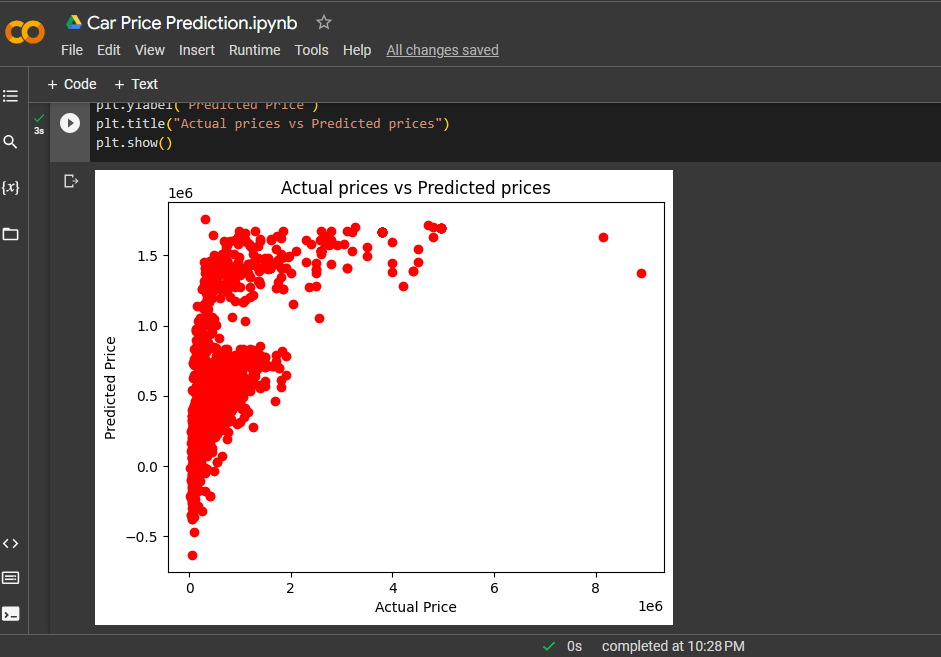 Car Price Prediction.ipynb
File Edit View Insert Runtime Tools Help All changes saved
+ Code + Text
plt.ylabel("Predicted Price")
3s
plt.title("Actual prices vs Predicted prices")
plt.show()
{x}
Actual prices vs Predicted prices
1e6
1.5
1.0
0.5
0.0
−0.5
Predicted Price
0 2 4 6 8
Actual Price
1e6
0s completed at 10:28 PM